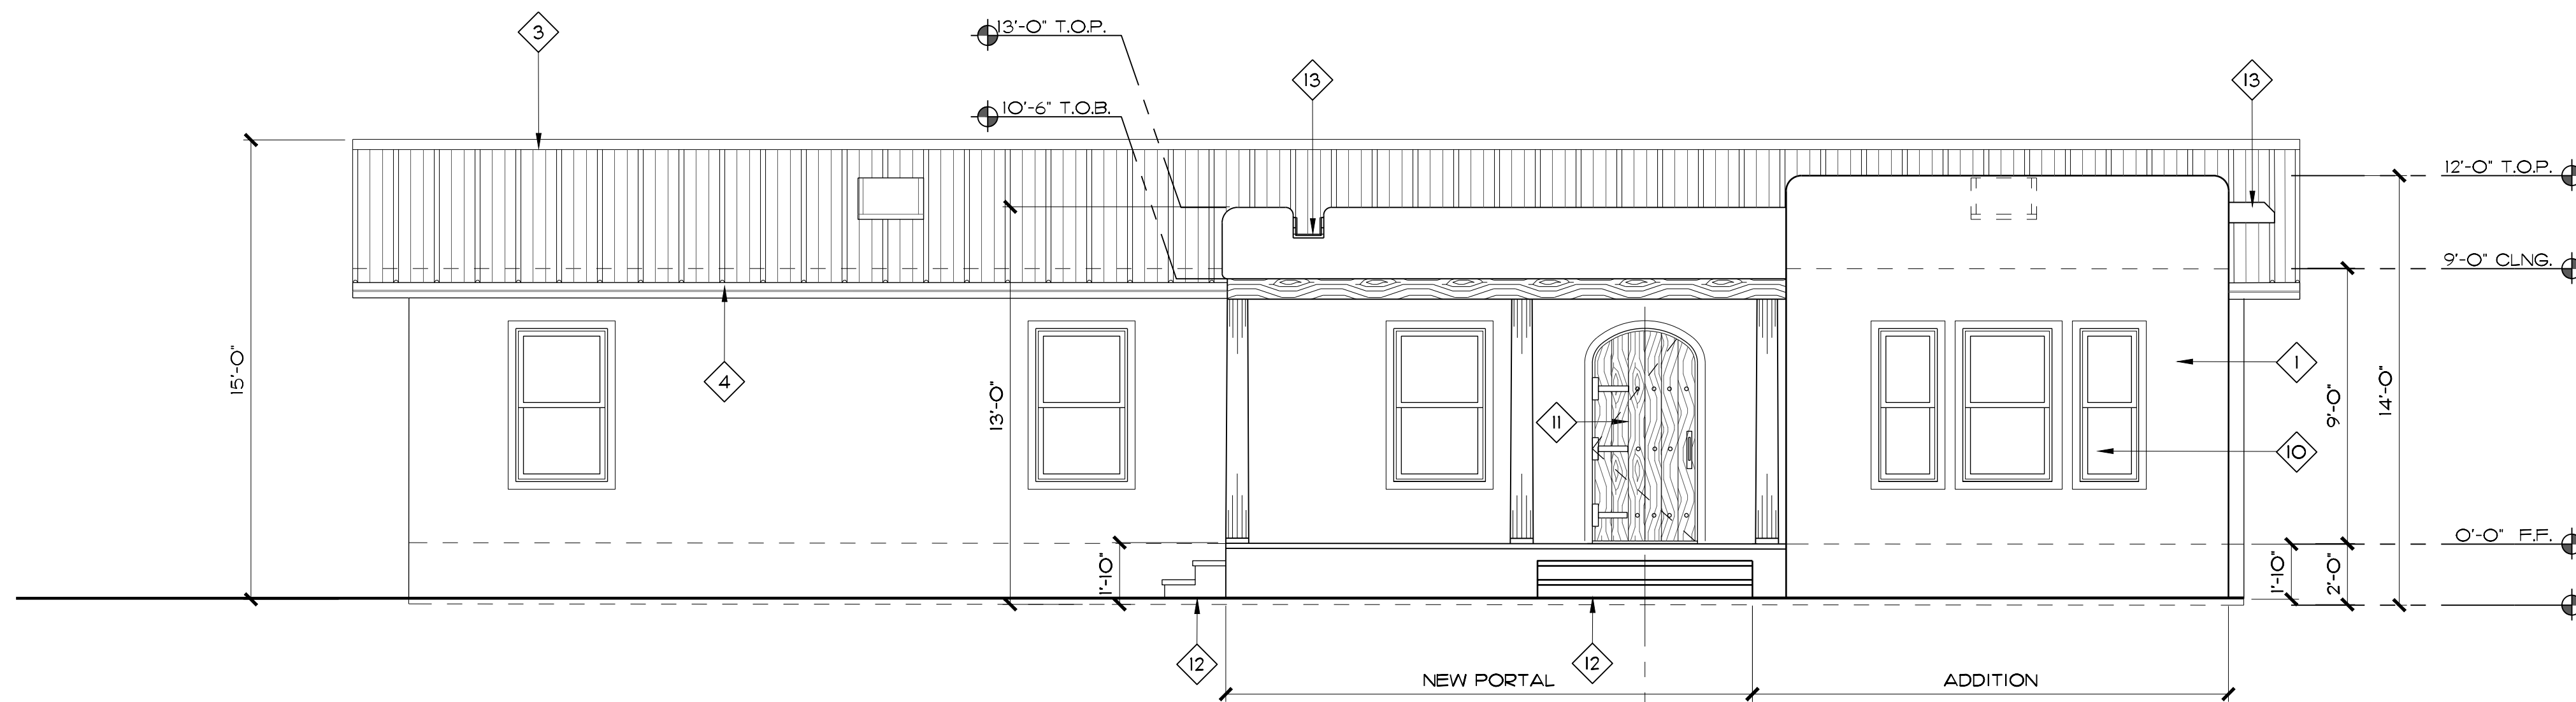 3
13'-0" T.O.P.
13
13
10'-6" T.O.B.
12'-0" T.O.P.
9'-0" CLNG.
15'-0"
4
13'-0"
11
1
9'-0"
14'-0"
10
0'-0" F.F.
1'-10"
1'-10"
2'-0"
12
12
NEW PORTAL
ADDITION